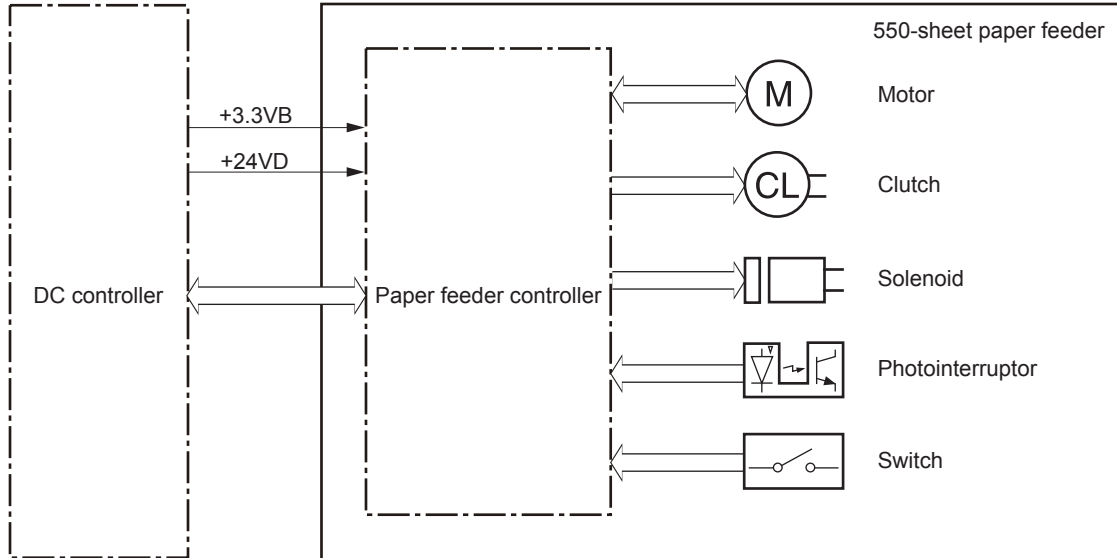 550-sheet paper feeder
M
Motor
+3.3VB
+24VD
CL
Clutch
DC controller
Paper feeder controller
Solenoid
Photointerruptor
Switch